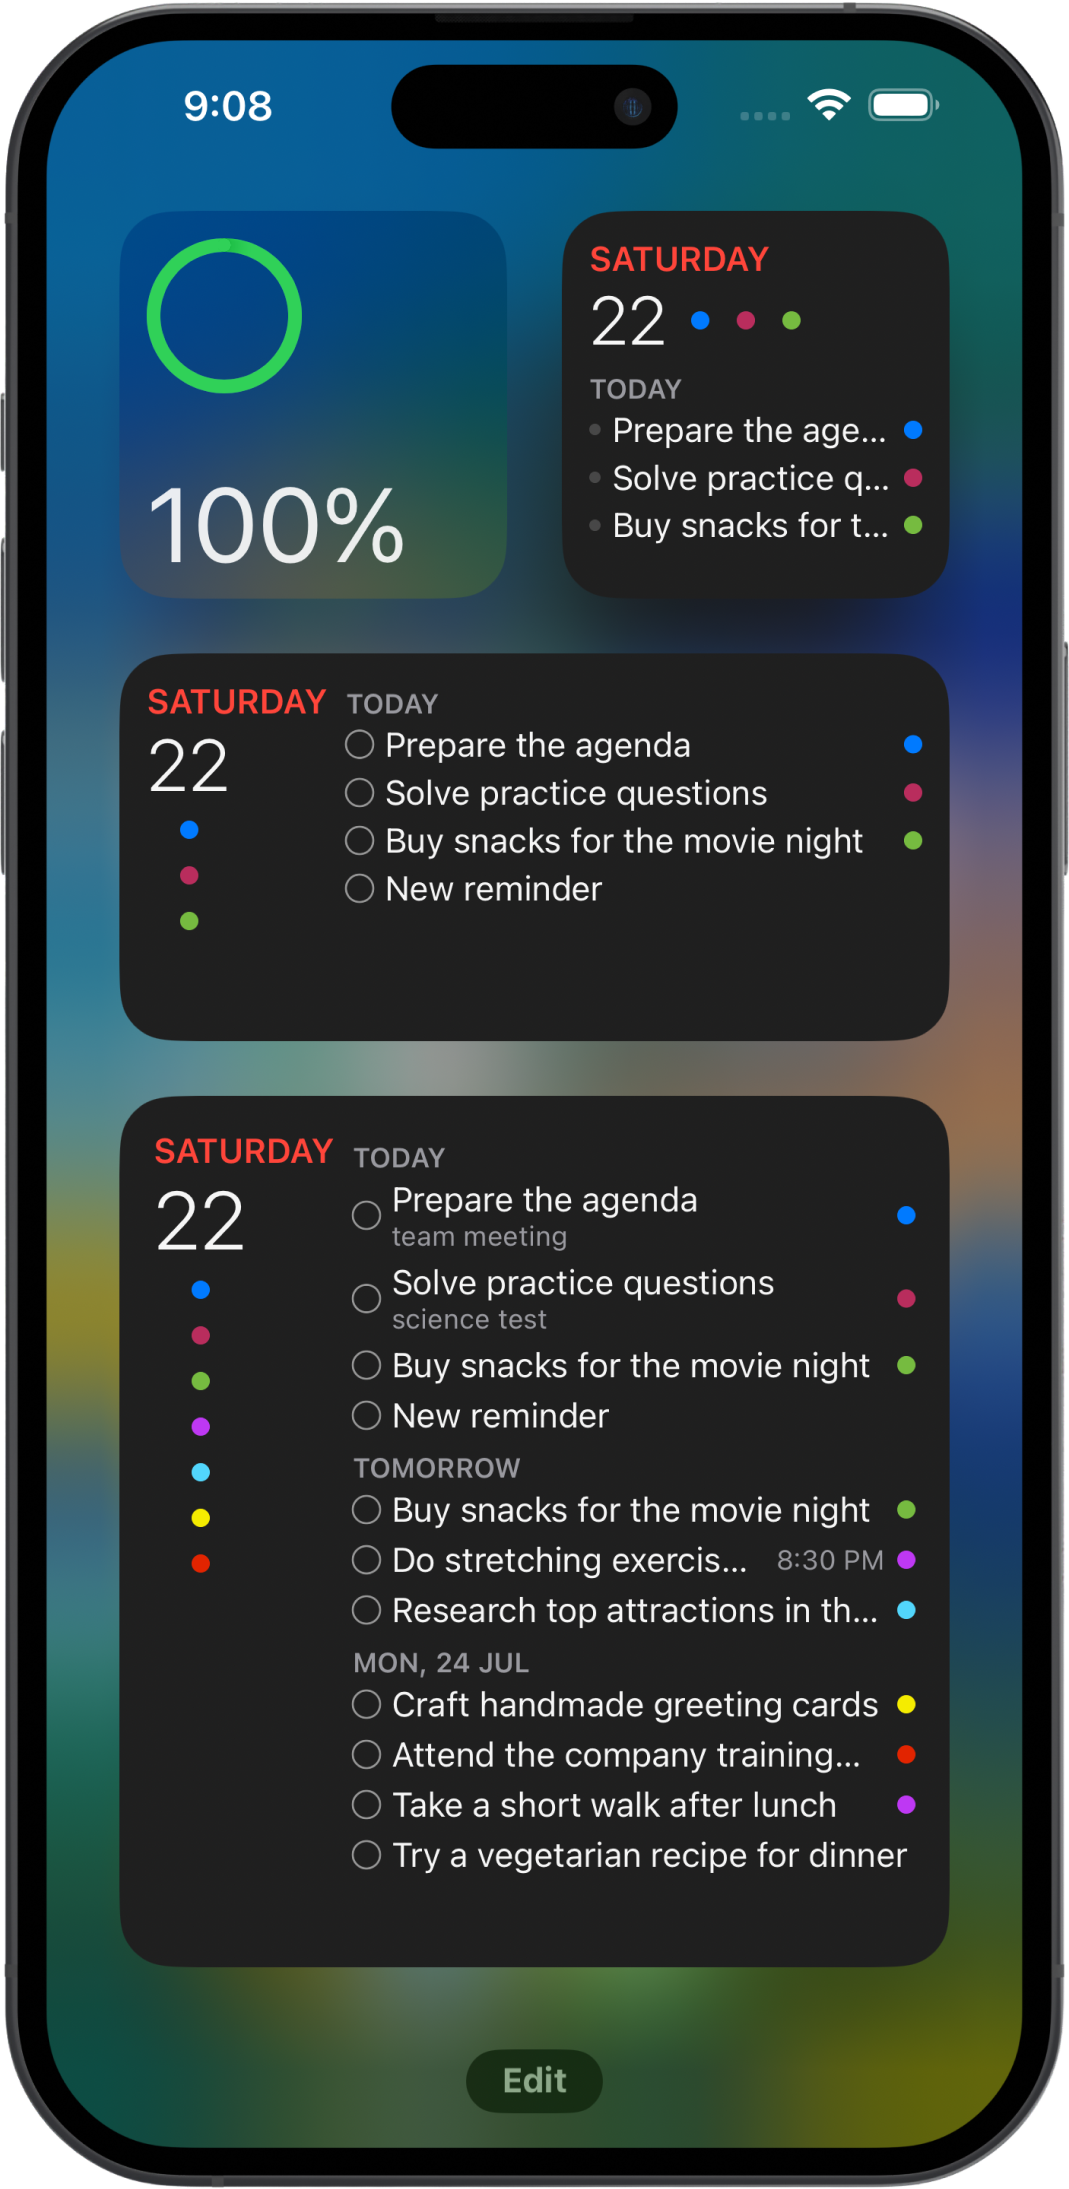 9:08
100%
SATURDAY
22
TODAY
Prepare the age...
Solve practice q...
Buy snacks for t...
SATURDAY
22
TODAY
Prepare the agenda
Solve practice questions
Buy snacks for the movie night
New reminder
SATURDAY
22
TODAY
Prepare the agenda
team meeting
Solve practice questions
science test
Buy snacks for the movie night
New reminder
TOMORROW
Buy snacks for the movie night
Do stretching exercis... 8:30 PM
Research top attractions in th...
MON, 24 JUL
Craft handmade greeting cards
Attend the company training...
Take a short walk after lunch
Try a vegetarian recipe for dinner
Edit